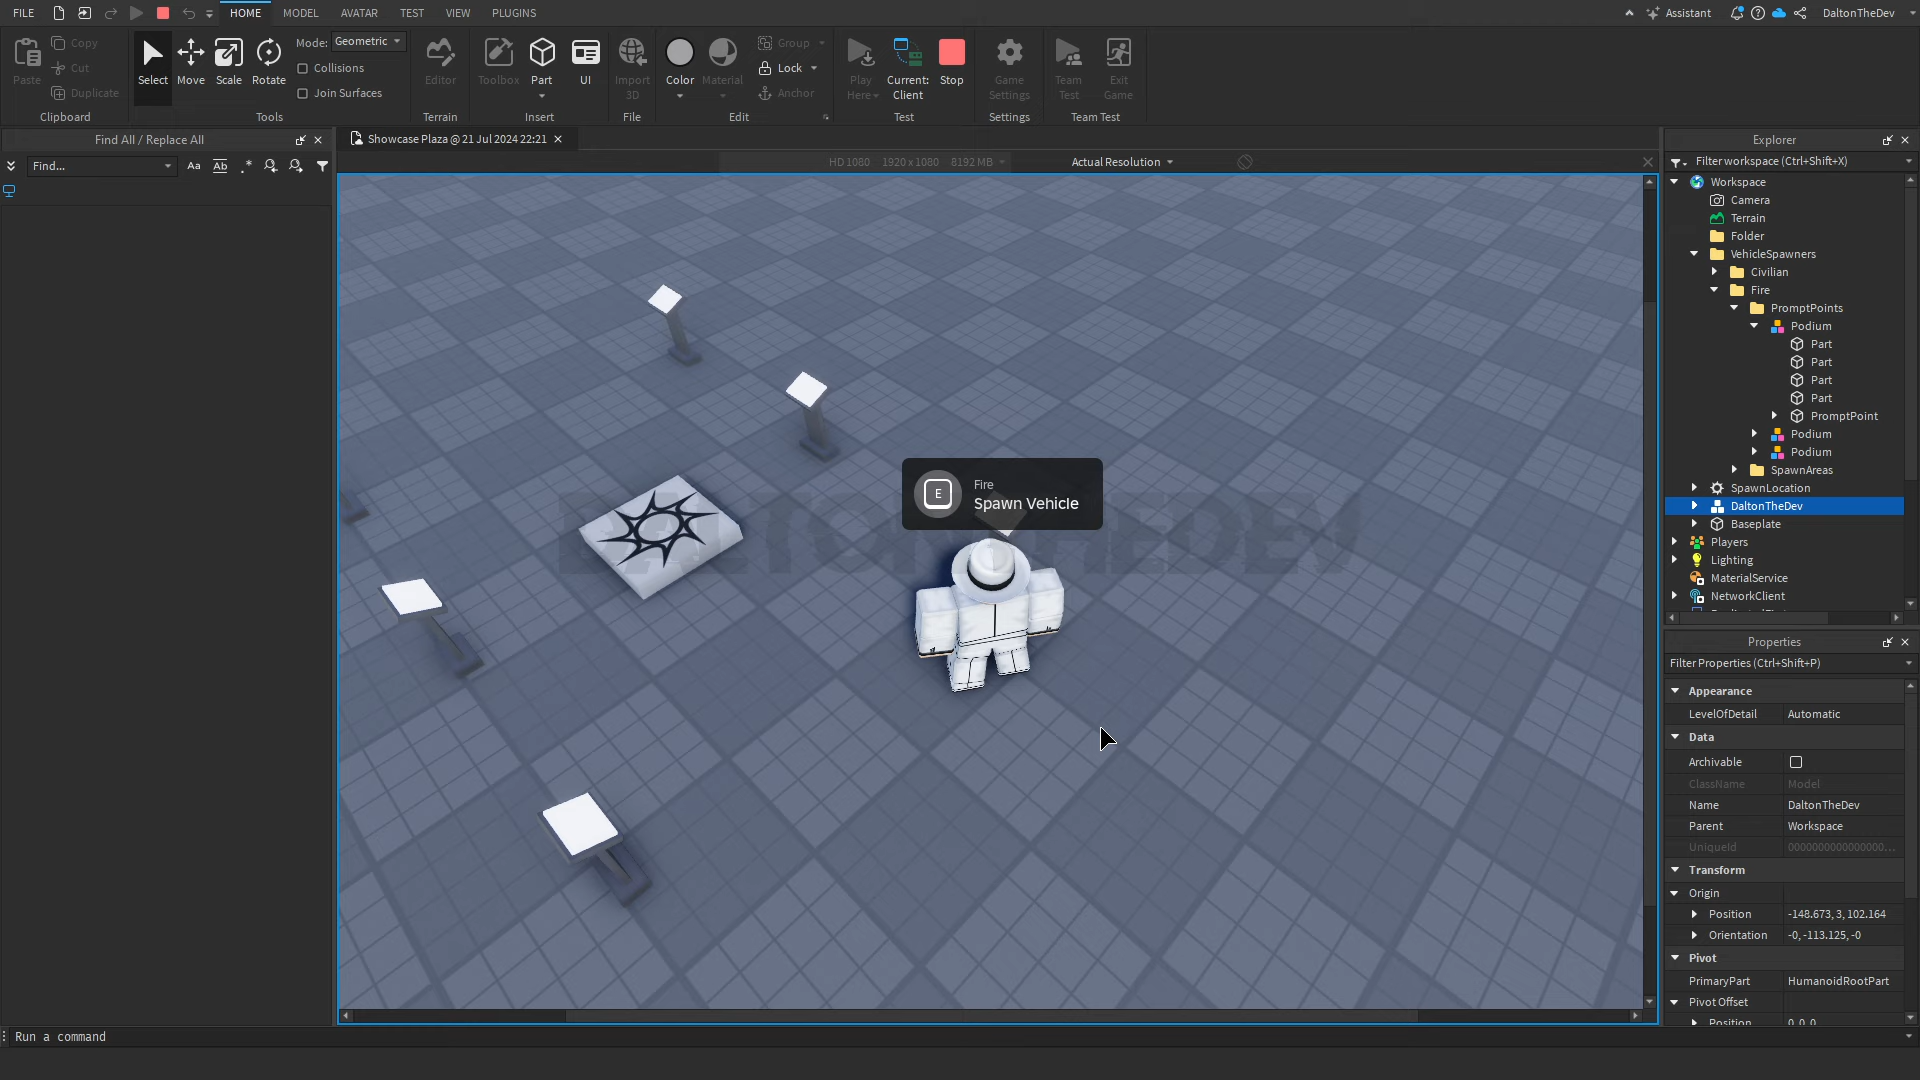 FILE
HOME
MODEL
AVATAR
TEST
VIEW
PLUGINS
Assistant
DaltonTheDev
Paste
Copy
Cut
Duplicate
Clipboard
Select
Move
Scale
Rotate
Mode:
Geometric
Collisions
Join Surfaces
Tools
Editor
Terrain
Toolbox
Part
UI
Insert
Import
3D
File
Color
Material
Group
Lock
Anchor
Edit
Play
Here
Current:
Client
Stop
Test
Game
Settings
Settings
Team
Test
Exit
Game
Team Test
Find All / Replace All
Find...
Aa
Ab
.*
Showcase Plaza @ 21 Jul 2024 22:21
HD 1080 1920 x 1080 8192 MB
Actual Resolution
DALTONTHEDEV
E
Fire
Spawn Vehicle
Explorer
Filter workspace (Ctrl+Shift+X)
Workspace
Camera
Terrain
Folder
VehicleSpawners
Civilian
Fire
PromptPoints
Podium
Part
Part
Part
Part
PromptPoint
Podium
Podium
SpawnAreas
SpawnLocation
DaltonTheDev
Baseplate
Players
Lighting
MaterialService
NetworkClient
Properties
Filter Properties (Ctrl+Shift+P)
Appearance
LevelOfDetail Automatic
Data
Archivable
ClassName Model
Name DaltonTheDev
Parent Workspace
UniqueId 0000000000000000...
Transform
Origin
Position -148.673, 3, 102.164
Orientation -0, -113.125, -0
Pivot
PrimaryPart HumanoidRootPart
Pivot Offset
Position 0, 0, 0
Run a command